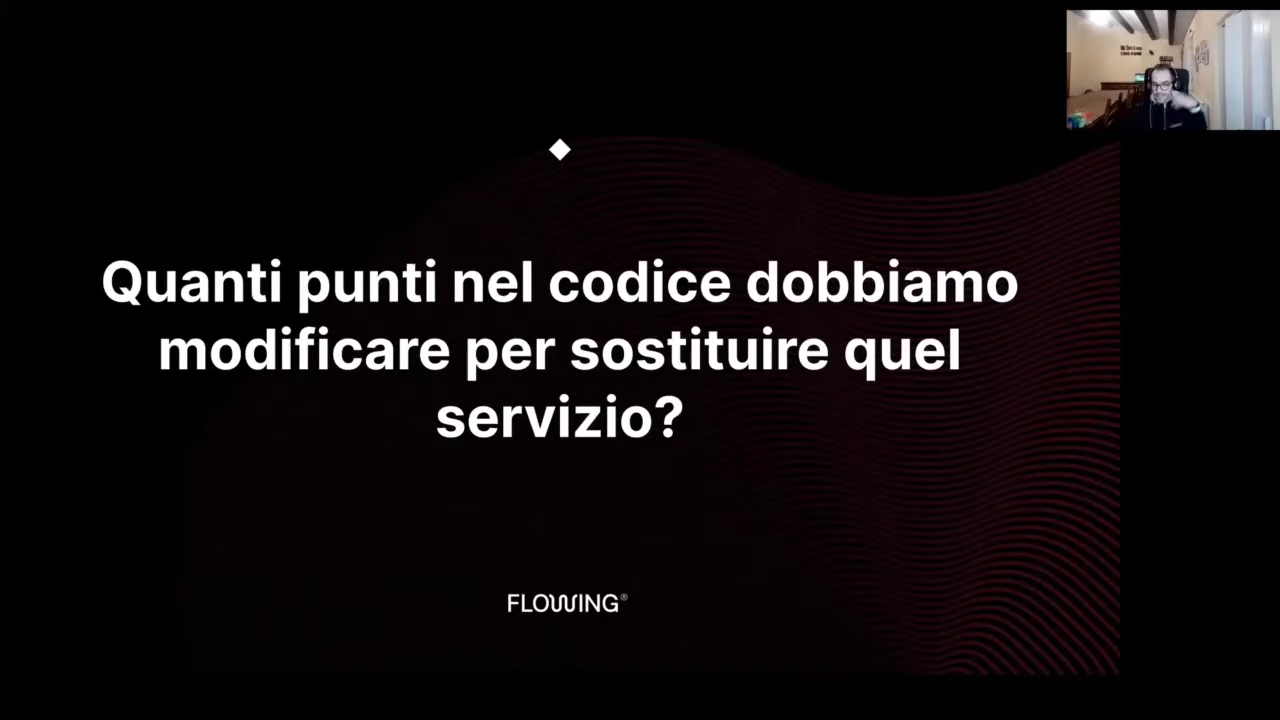 Quanti punti nel codice dobbiamo
modificare per sostituire quel
servizio?
FLOWING®